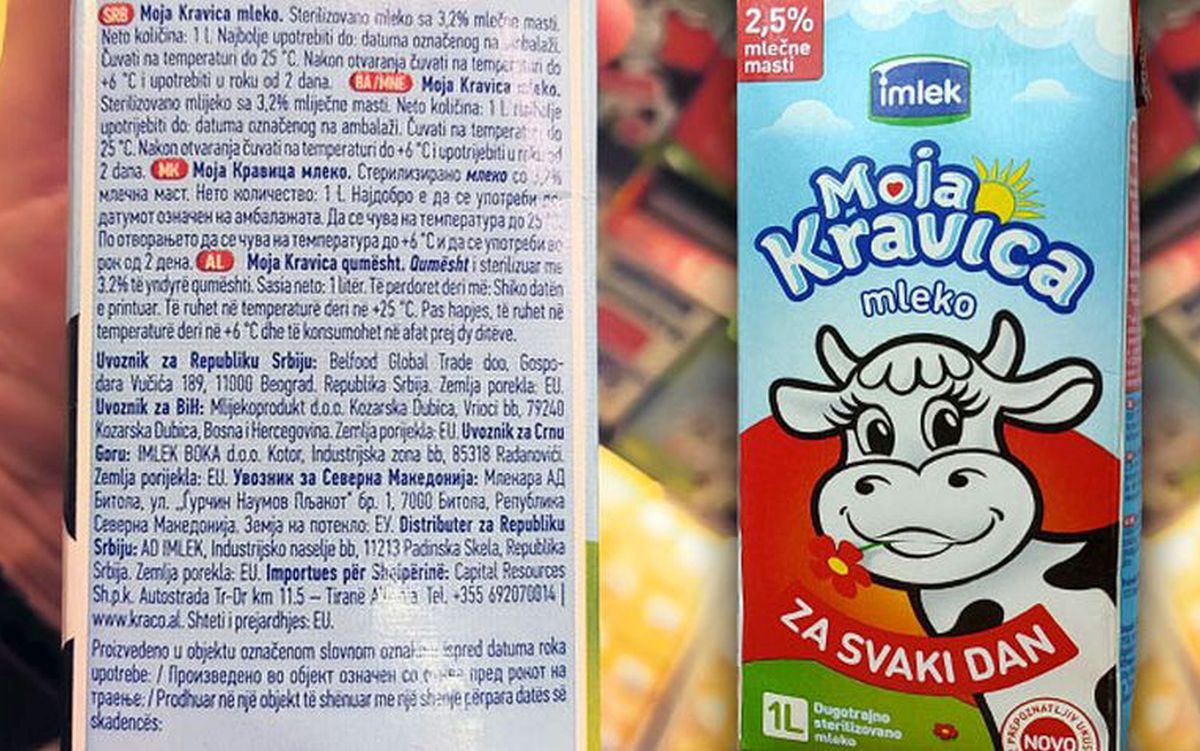 SRB Moja Kravica mleko. Sterilizovano mleko sa 3,2% mlečne masti.
Neto količina: 1 l. Najbolje upotrebiti do: datuma označenog na ambalaži.
Čuvati na temperaturi do 25 °C. Nakon otvaranja čuvati na temperaturi do
+6 °C i upotrebiti u roku od 2 dana. BA/MNE Moja Kravica mleko.
Sterilizovano mlijeko sa 3,2% mliječne masti. Neto količina: 1 l. Najbolje
upotrijebiti do: datuma označenog na ambalaži. Čuvati na temperaturi do
25 °C. Nakon otvaranja čuvati na temperaturi do +6 °C i upotrijebiti u roku od
2 dana. MK Моја Кравица млеко. Стерилизирано млеко со 3,2%
млечна маст. Нето количество: 1 l. Најдобро е да се употреби до:
датумот означен на амбалажата. Да се чува на температура до 25 °C.
По отворањето да се чува на температура до +6 °C и да се употреби во
рок од 2 дена. AL Moja Kravica qumësht. Qumësht i sterilizuar me
3,2% të yndyrë qumështi. Sasia neto: 1 litër. Të perdoret deri më: Shiko datën
e printuar. Të ruhet në temperaturë deri ne +25 °C. Pas hapjes, të ruhet në
temperaturë deri në +6 °C dhe të konsumohet në afat prej dy ditëve.
Uvoznik za Republiku Srbiju: Belfood Global Trade doo, Gospo-
dara Vučića 189, 11000 Beograd, Republika Srbija. Zemlja porekla: EU.
Uvoznik za BiH: Mlijekoprodukt d.o.o. Kozarska Dubica, Vrioci bb, 79240
Kozarska Dubica, Bosna i Hercegovina. Zemlja porijekla: EU. Uvoznik za Crnu
Goru: IMLEK BOKA d.o.o. Kotor, Industrijska zona bb, 85318 Radanovići.
Zemlja porijekla: EU. Увозник за Северна Македонија: Млекара АД
Битола, ул. „Ѓурчин Наумов Пљакот“ бр. 1, 7000 Битола, Република
Северна Македонија. Земја на потекло: ЕУ. Distributer za Republiku
Srbiju: AD IMLEK, Industrijsko naselje bb, 11213 Padinska Skela, Republika
Srbija. Zemlja porekla: EU. Importues për Shqipërinë: Capital Resources
Sh.p.k. Autostrada Tr-Dr km 11.5 – Tiranë Tel. +355 692070014 |
www.kraco.al. Shteti i prejardhjes: EU.
Proizvedeno u objektu označenom slovnom oznakom ispred datuma roka
upotrebe: / Произведено во објект означен со буква пред рокот на
траење: / Prodhuar në një objekt të shënuar me një shenjë përpara datës së
skadencës:
2,5%
mlečne
masti
imlek
Moja
Kravica
mleko
ZA SVAKI DAN
1L Dugotrajno
sterilizovano
mleko
PREPOZNATLJIV UKUS
NOVO